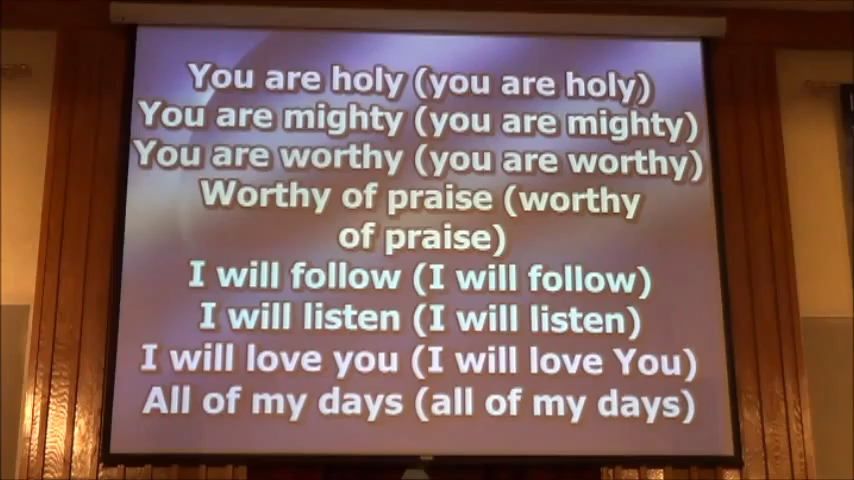 You are holy (you are holy)
You are mighty (you are mighty)
You are worthy (you are worthy)
Worthy of praise (worthy
of praise)
I will follow (I will follow)
I will listen (I will listen)
I will love you (I will love You)
All of my days (all of my days)